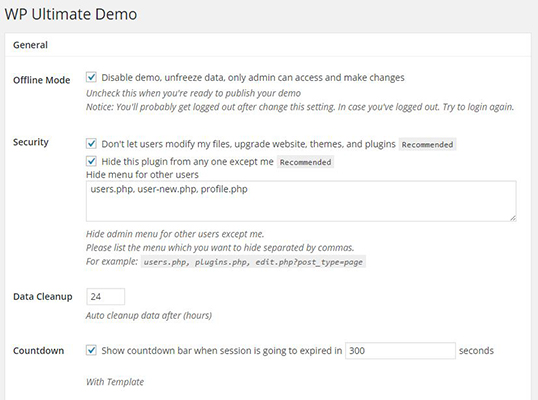 WP Ultimate Demo
General
Offline Mode
Disable demo, unfreeze data, only admin can access and make changes
Uncheck this when you're ready to publish your demo
Notice: You'll probably get logged out after change this setting. In case you've logged out. Try to login again.
Security
Don't let users modify my files, upgrade website, themes, and plugins Recommended
Hide this plugin from any one except me Recommended
Hide menu for other users
users.php, user-new.php, profile.php
Hide admin menu for other users except me.
Please list the menu which you want to hide separated by commas.
For example: users.php, plugins.php, edit.php?post_type=page
Data Cleanup
24
Auto cleanup data after (hours)
Countdown
Show countdown bar when session is going to expired in 300 seconds
With Template